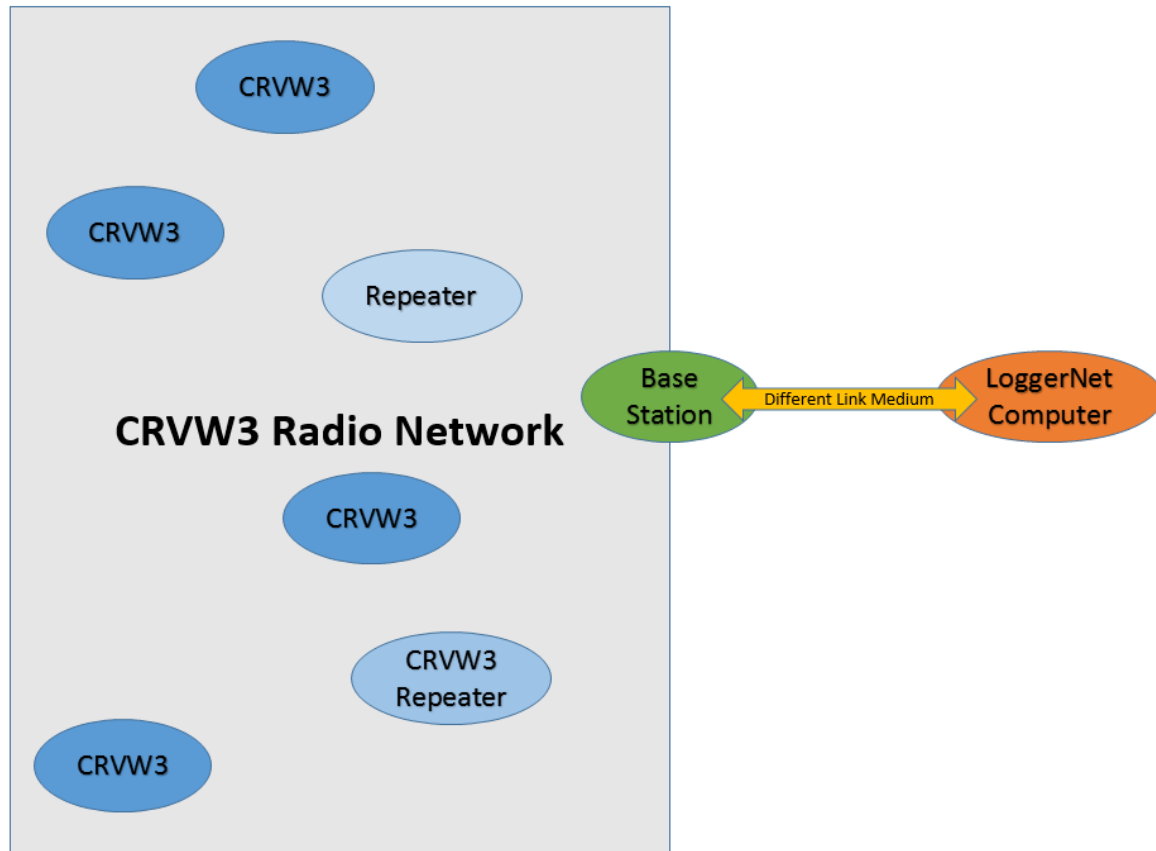 CRVW3
CRVW3
Repeater
Base
Station
Different Link Medium
LoggerNet
Computer
CRVW3 Radio Network
CRVW3
CRVW3
Repeater
CRVW3